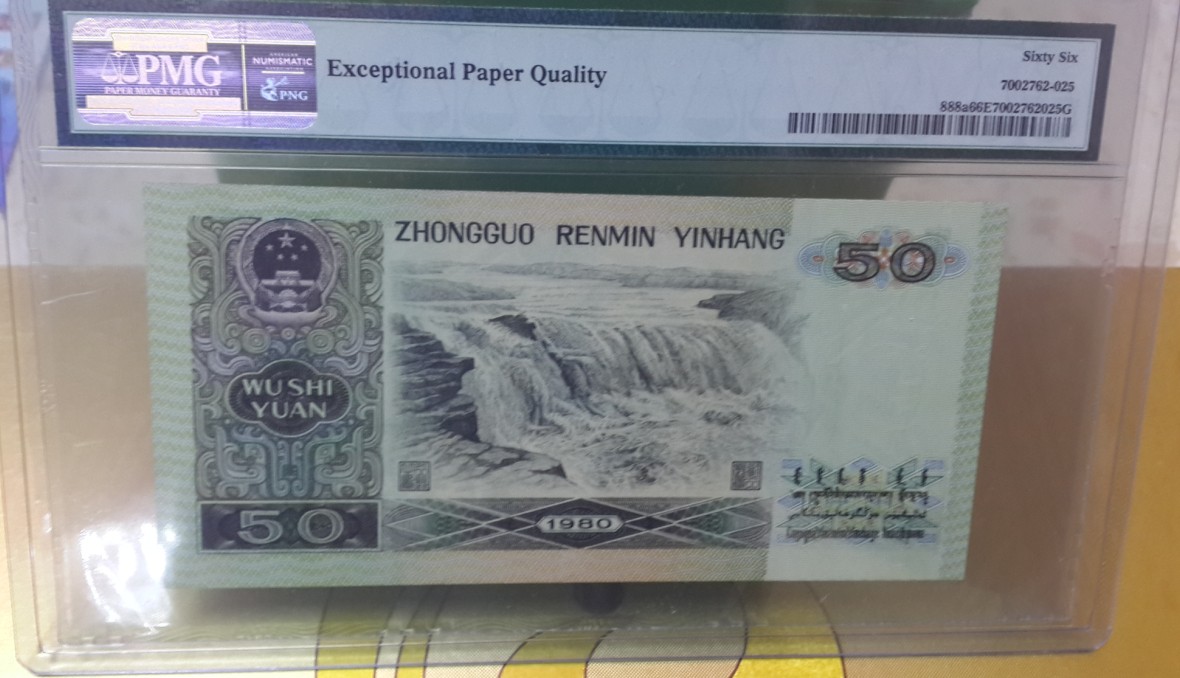 PMG
PAPER MONEY GUARANTY
AMERICAN
NUMISMATIC
ASSOCIATION
PNG
Exceptional Paper Quality
Sixty Six
7002762-025
888a66E7002762025G
ZHONGGUO RENMIN YINHANG
50
WU SHI
YUAN
50
1980